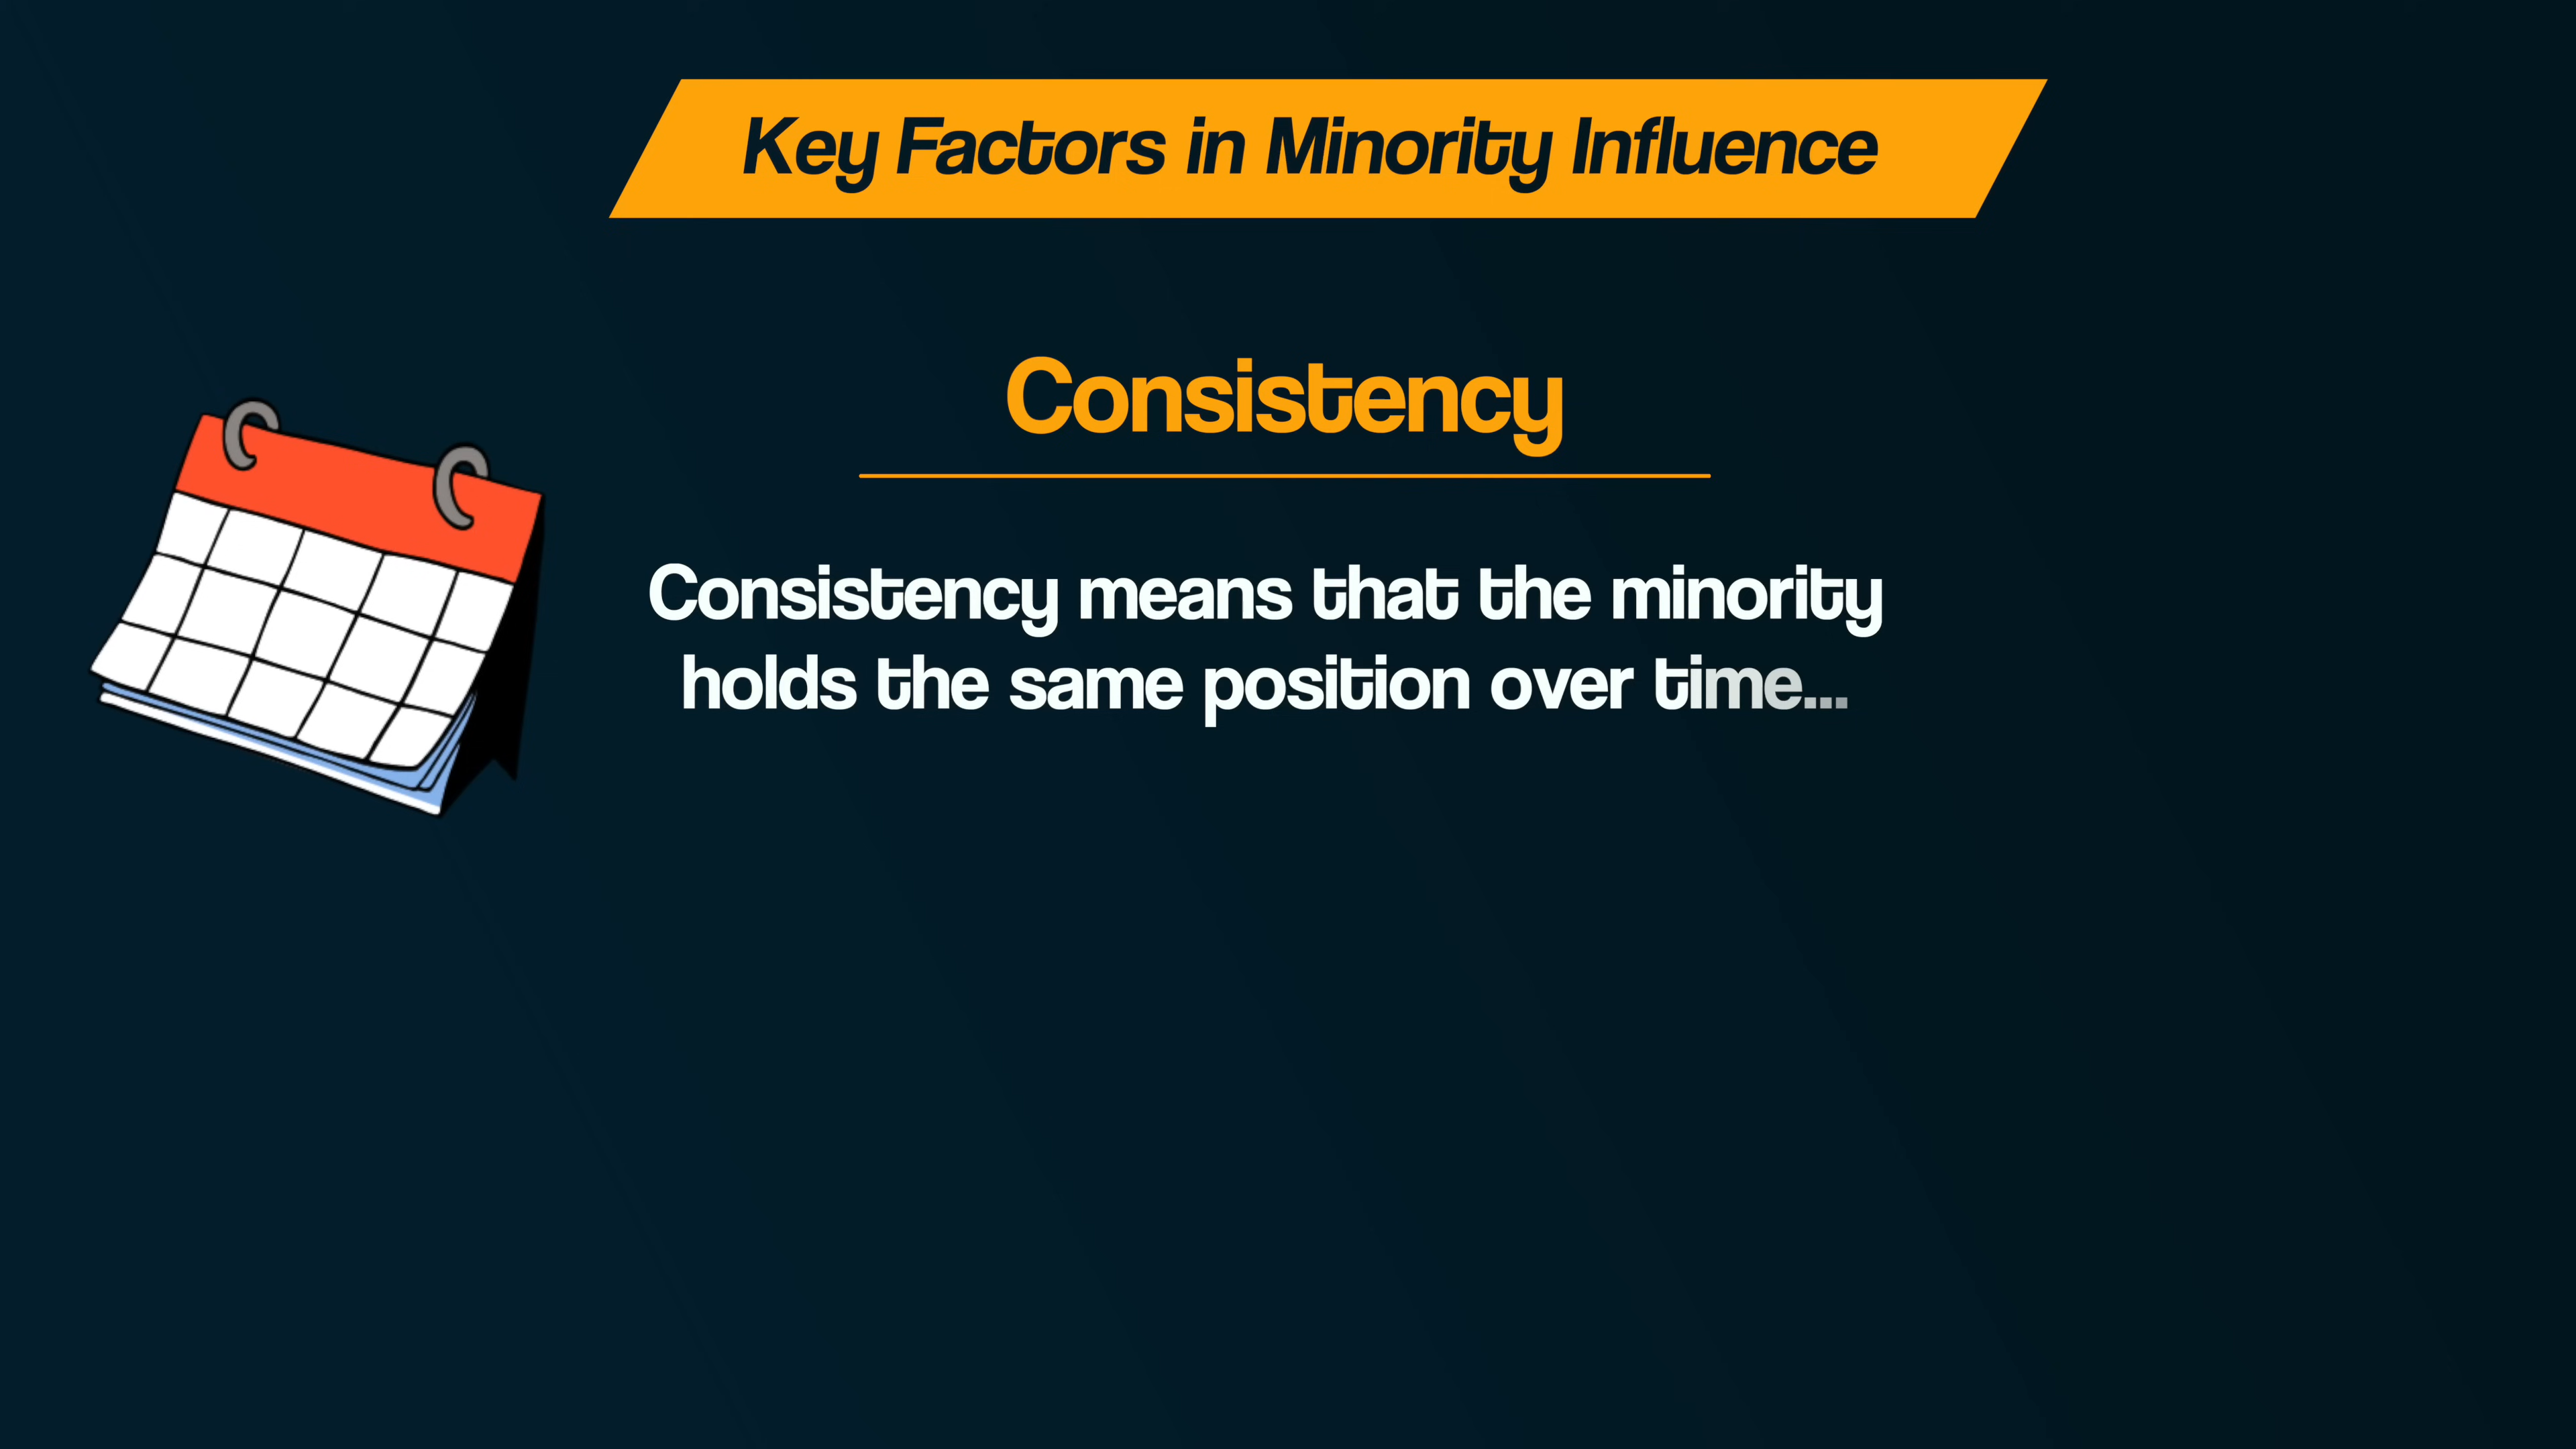 Key Factors in Minority Influence
Consistency
Consistency means that the minority
holds the same position over time...